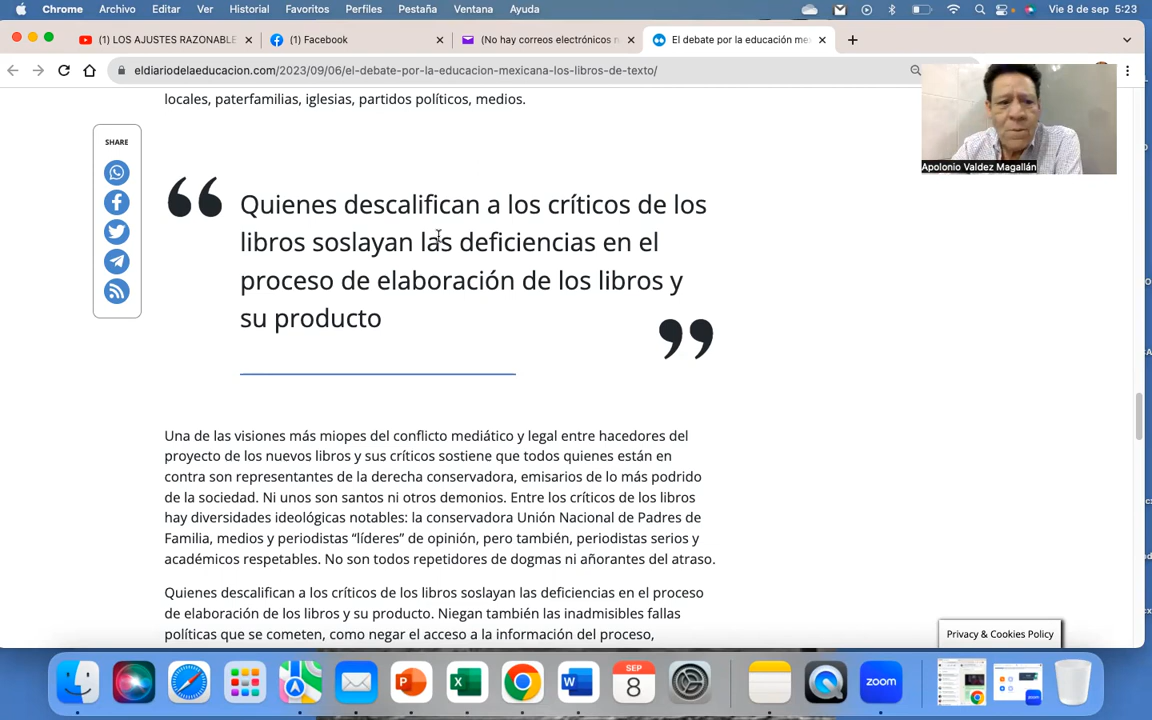 Chrome Archivo Editar Ver Historial Favoritos Perfiles Pestaña Ventana Ayuda Vie 8 de sep 5:23
(1) LOS AJUSTES RAZONABLE
(1) Facebook
(No hay correos electrónicos n
El debate por la educación me
eldiariodelaeducacion.com/2023/09/06/el-debate-por-la-educacion-mexicana-los-libros-de-texto/
Apolonio Valdez Magallán
locales, paterfamilias, iglesias, partidos políticos, medios.
SHARE
“
Quienes descalifican a los críticos de los
libros soslayan las deficiencias en el
proceso de elaboración de los libros y
su producto
”
Una de las visiones más miopes del conflicto mediático y legal entre hacedores del
proyecto de los nuevos libros y sus críticos sostiene que todos quienes están en
contra son representantes de la derecha conservadora, emisarios de lo más podrido
de la sociedad. Ni unos son santos ni otros demonios. Entre los críticos de los libros
hay diversidades ideológicas notables: la conservadora Unión Nacional de Padres de
Familia, medios y periodistas “líderes” de opinión, pero también, periodistas serios y
académicos respetables. No son todos repetidores de dogmas ni añorantes del atraso.
Quienes descalifican a los críticos de los libros soslayan las deficiencias en el proceso
de elaboración de los libros y su producto. Niegan también las inadmisibles fallas
políticas que se cometen, como negar el acceso a la información del proceso,
Privacy & Cookies Policy
SEP
8
zoom